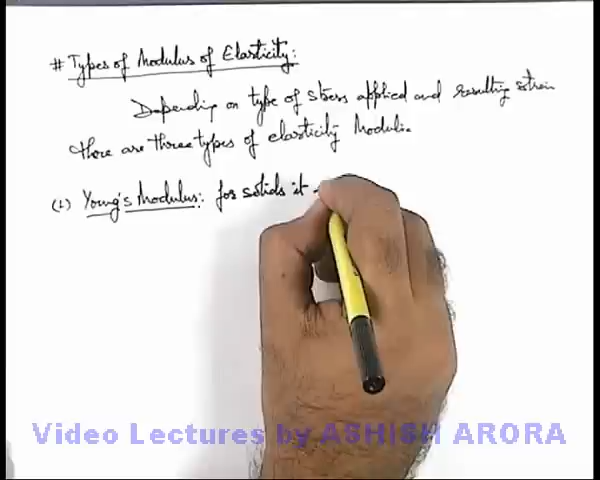 # Types of Modulus of Elasticity:
Depending on type of stress applied and resulting strain
there are three types of elasticity Moduli.
(1) Young's Modulus: for solids it
Video Lectures by ASHISH ARORA